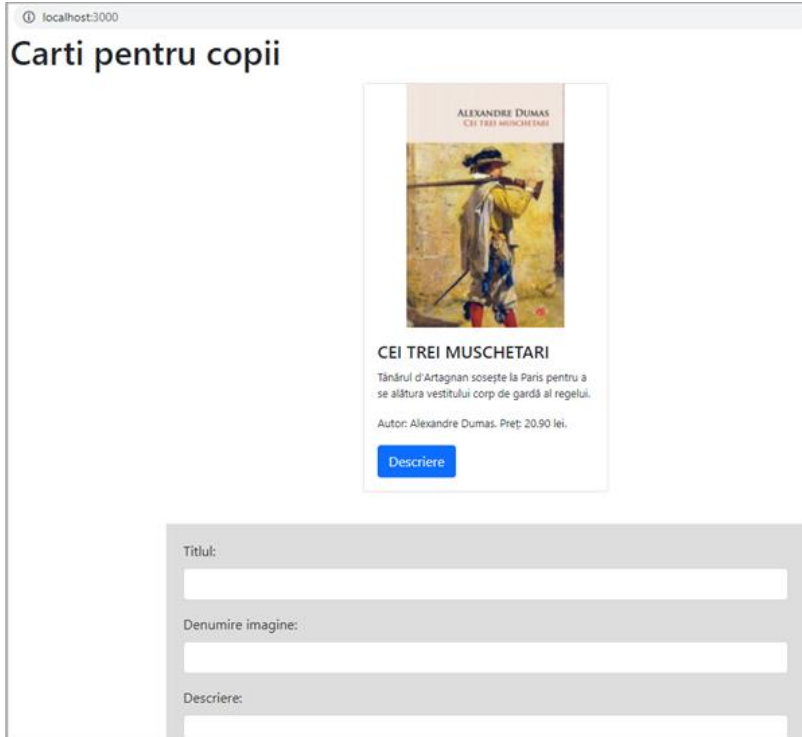 localhost:3000
Carti pentru copii
ALEXANDRE DUMAS
CEI TREI MUSCHETARI
CEI TREI MUSCHETARI
Tânărul d'Artagnan sosește la Paris pentru a
se alătura vestitului corp de gardă al regelui.
Autor: Alexandre Dumas. Preț: 20.90 lei.
Descriere
Titlul:
Denumire imagine:
Descriere: